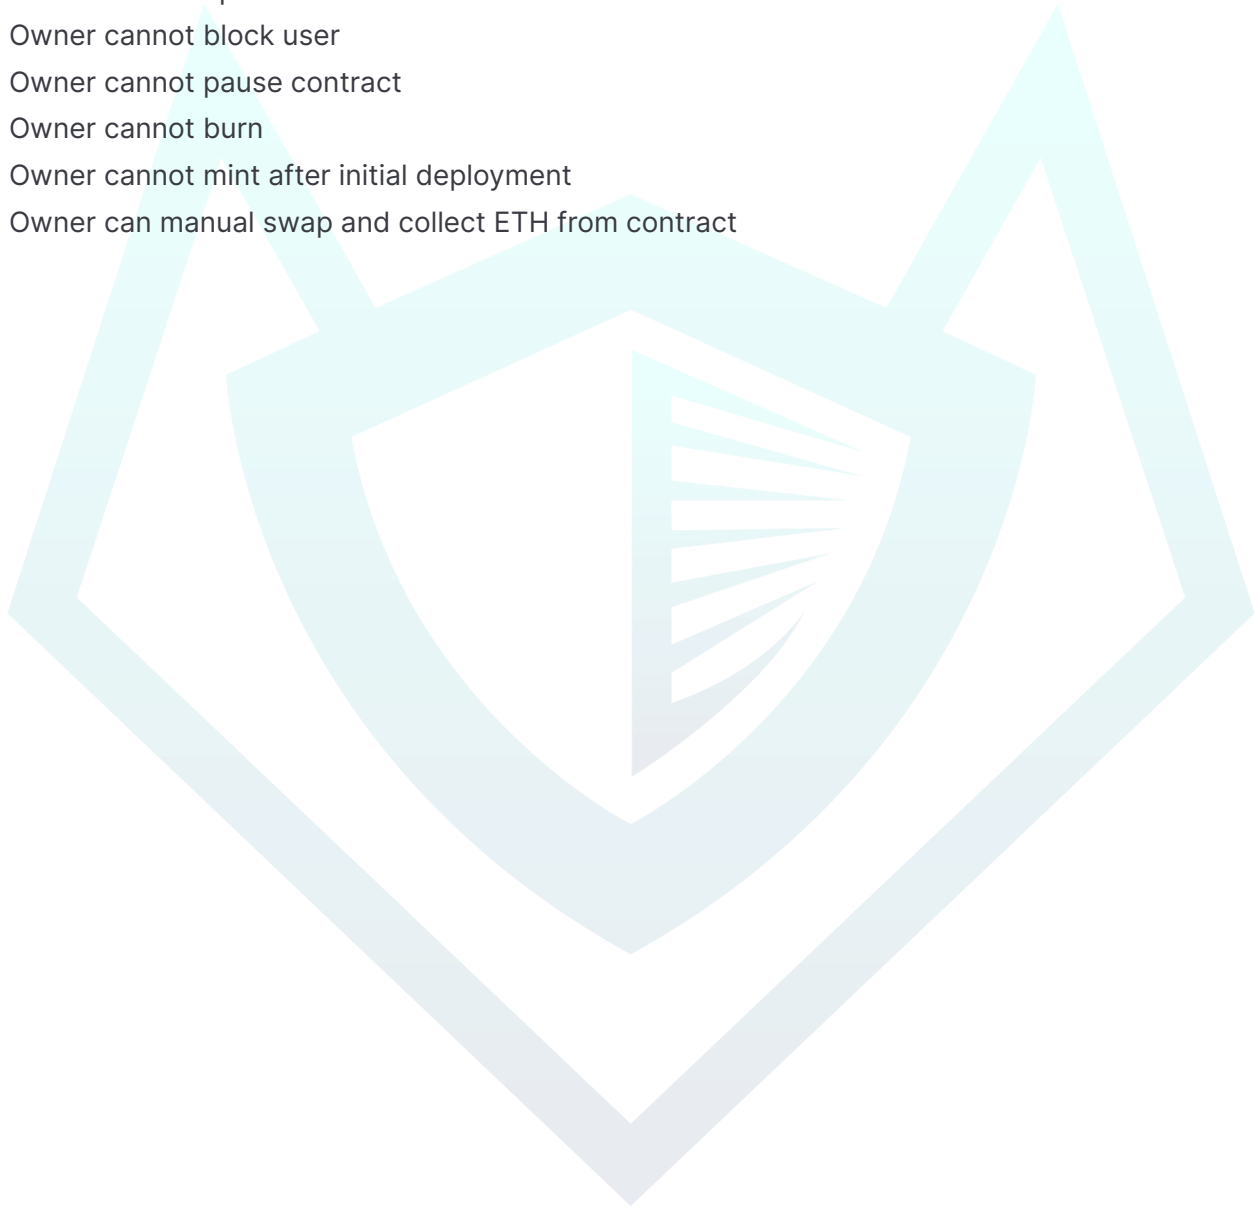 Owner cannot block user
Owner cannot pause contract
Owner cannot burn
Owner cannot mint after initial deployment
Owner can manual swap and collect ETH from contract